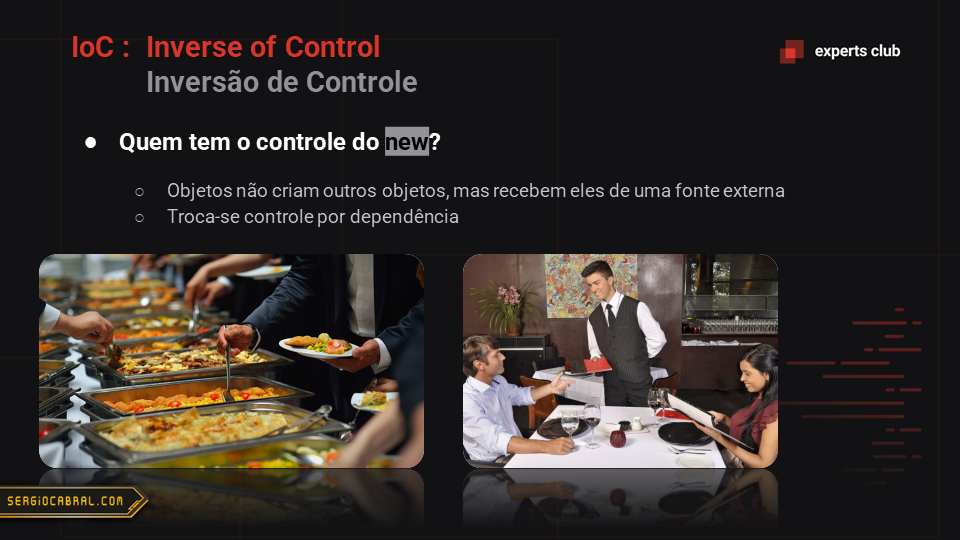 IoC : Inverse of Control
Inversão de Controle
experts club
● Quem tem o controle do new?
○ Objetos não criam outros objetos, mas recebem eles de uma fonte externa
○ Troca-se controle por dependência
SERGIOCABRAL.COM